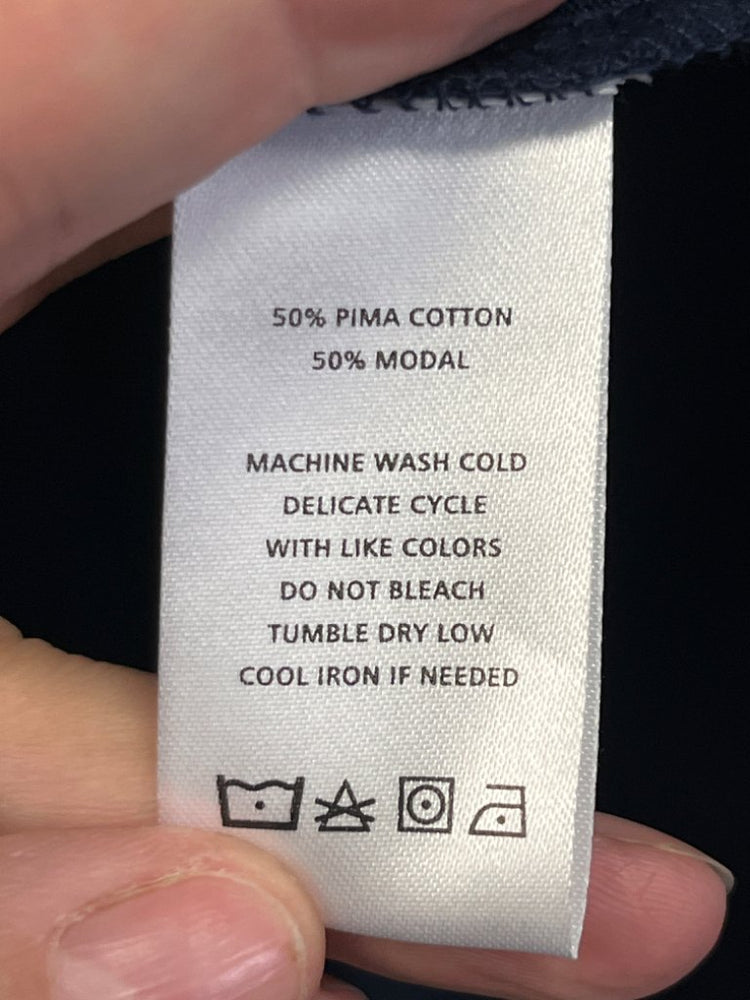 50% PIMA COTTON
50% MODAL
MACHINE WASH COLD
DELICATE CYCLE
WITH LIKE COLORS
DO NOT BLEACH
TUMBLE DRY LOW
COOL IRON IF NEEDED